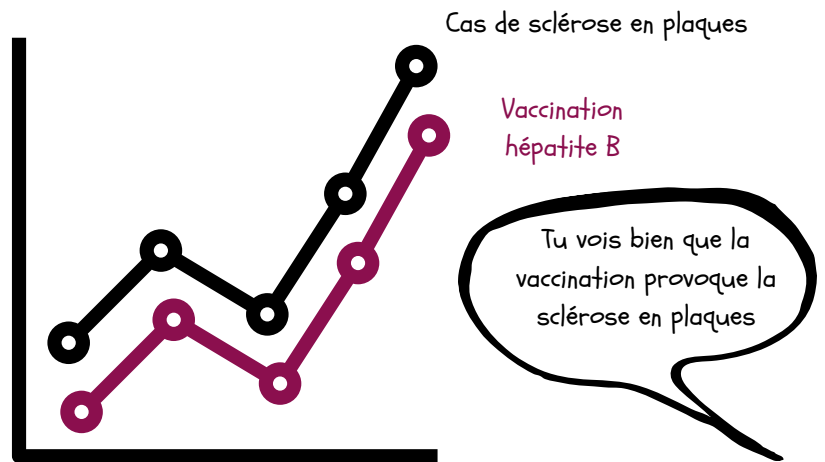 Cas de sclérose en plaques
Vaccination
hépatite B
Tu vois bien que la
vaccination provoque la
sclérose en plaques